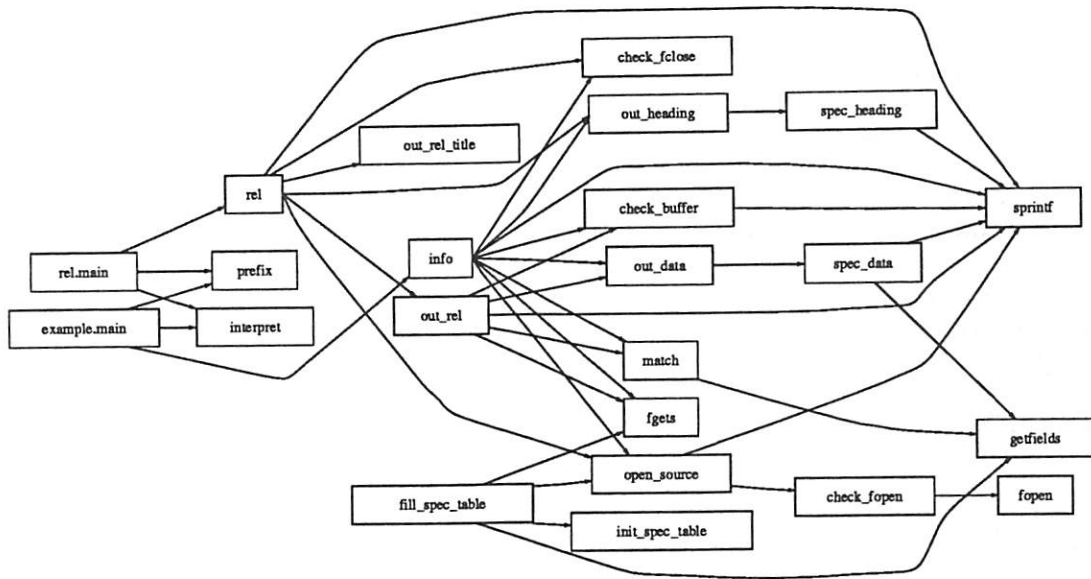 check_fclose
out_heading
spec_heading
out_rel_title
rel
check_buffer
sprintf
info
rel.main
prefix
out_data
spec_data
out_rel
example.main
interpret
match
fgets
getfields
open_source
fill_spec_table
check_fopen
fopen
init_spec_table